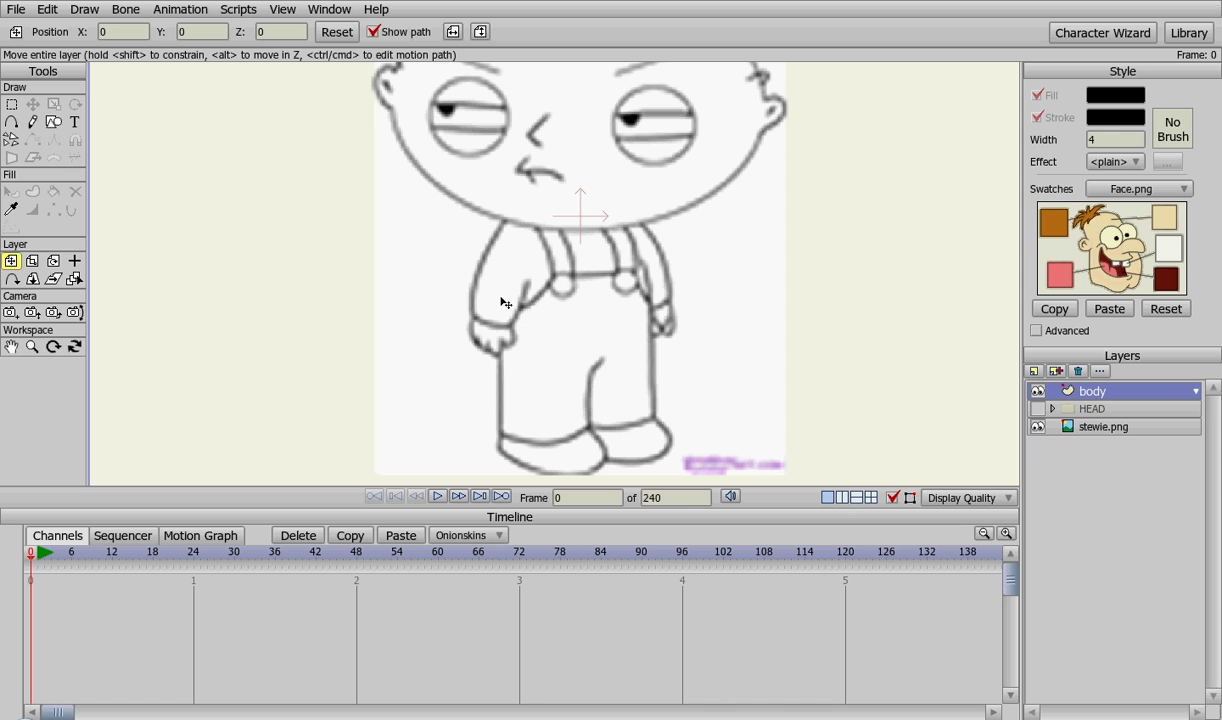 File Edit Draw Bone Animation Scripts View Window Help
Position X: 0 Y: 0 Z: 0 Reset Show path Character Wizard Library
Move entire layer (hold <shift> to constrain, <alt> to move in Z, <ctrl/cmd> to edit motion path) Frame: 0
Tools
Draw
T
Fill
Layer
Camera
Workspace
Style
Fill
Stroke
No Brush
Width 4
Effect <plain> ...
Swatches Face.png
Copy Paste Reset
Advanced
Layers
...
body
HEAD
stewie.png
Frame 0 of 240 Display Quality
Timeline
Channels Sequencer Motion Graph Delete Copy Paste Onionskins
0 6 12 18 24 30 36 42 48 54 60 66 72 78 84 90 96 102 108 114 120 126 132 138
0 1 2 3 4 5